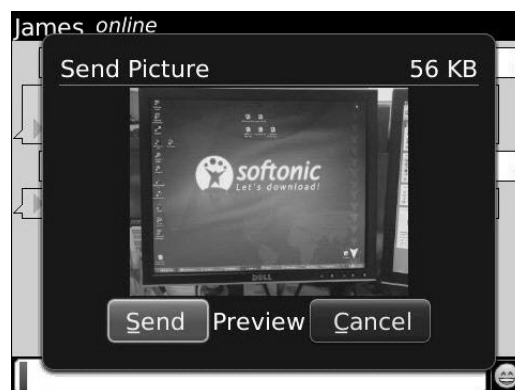 James online
Send Picture 56 KB
softonic
Let's download!
DELL
Send Preview Cancel